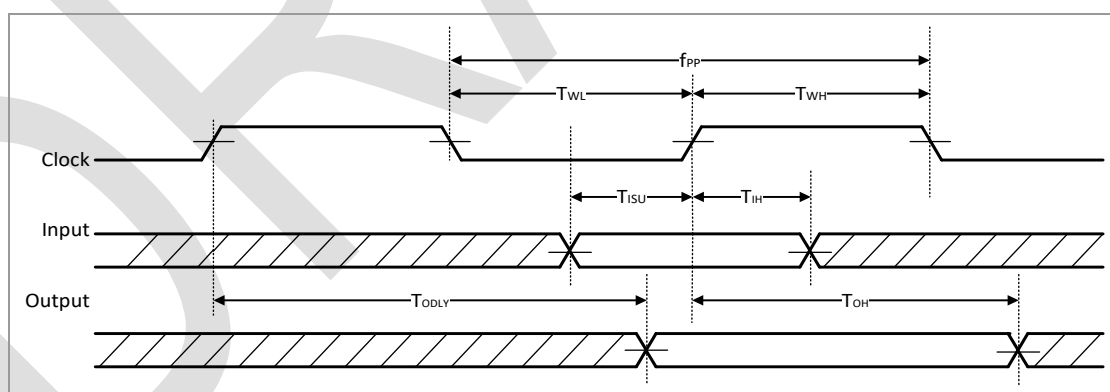 fPP
TWL TWH
Clock
TISU TIH
Input
Output TODLY TOH